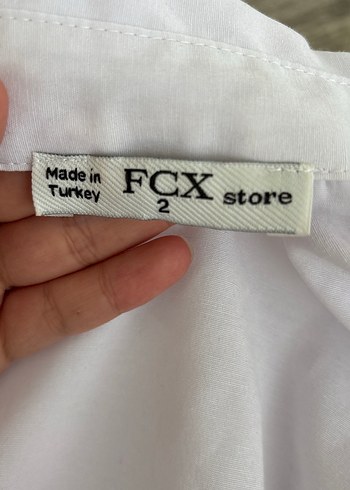 Made in
Turkey
FCX store
2